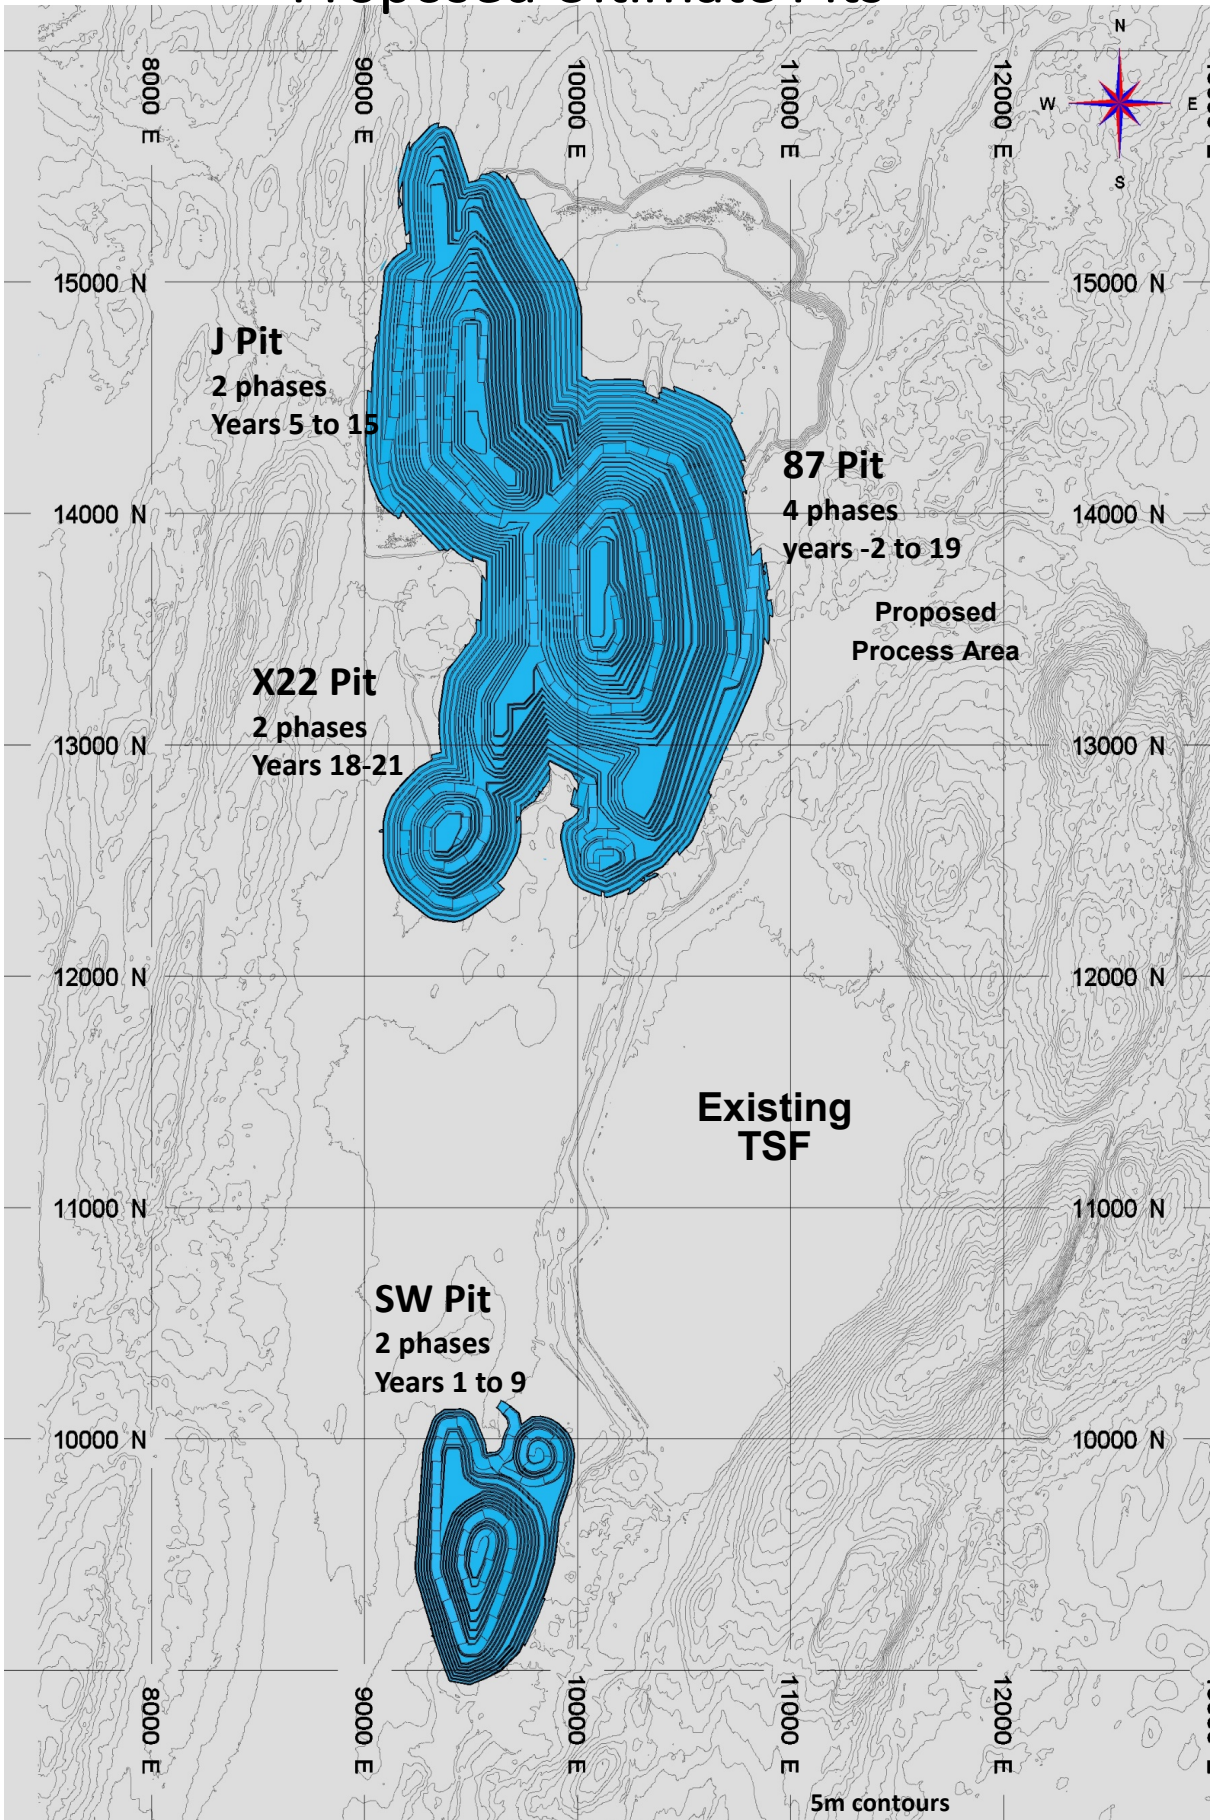 Proposed Ultimate Pits
N
W E
S
8000 E
9000 E
10000 E
11000 E
12000 E
15000 N
15000 N
J Pit
2 phases
Years 5 to 15
87 Pit
4 phases
years -2 to 19
14000 N
14000 N
Proposed
Process Area
X22 Pit
2 phases
Years 18-21
13000 N
13000 N
12000 N
12000 N
Existing
TSF
11000 N
11000 N
SW Pit
2 phases
Years 1 to 9
10000 N
10000 N
8000 E
9000 E
10000 E
11000 E
12000 E
5m contours